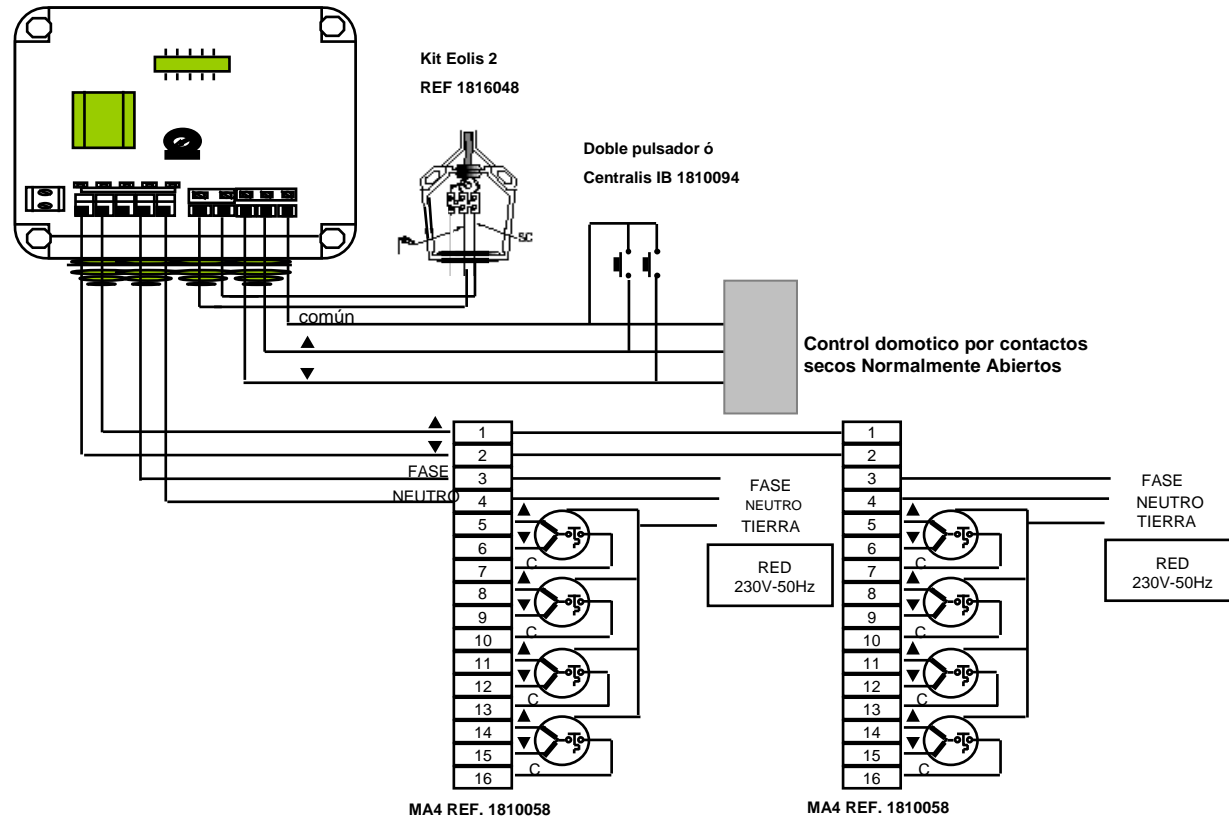 Kit Eolis 2
REF 1816048
Doble pulsador ó
Centralis IB 1810094
SC
común
▲
▼
Control domotico por contactos
secos Normalmente Abiertos
▲
▼
FASE
NEUTRO
1
2
3
4
5
6
7
8
9
10
11
12
13
14
15
16
▲
▼
C
▲
▼
C
▲
▼
C
▲
▼
C
FASE
NEUTRO
TIERRA
RED
230V-50Hz
MA4 REF. 1810058
1
2
3
4
5
6
7
8
9
10
11
12
13
14
15
16
▲
▼
C
▲
▼
C
▲
▼
C
▲
▼
C
FASE
NEUTRO
TIERRA
RED
230V-50Hz
MA4 REF. 1810058